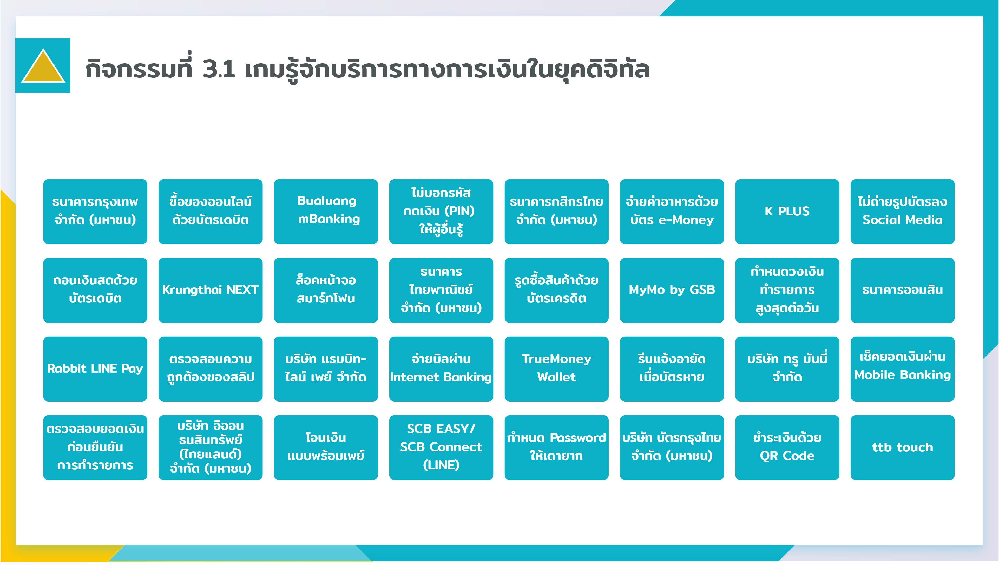 กิจกรรมที่ 3.1 เกมรู้จักบริการทางการเงินในยุคดิจิทัล
ธนาคารกรุงเทพ
จำกัด (มหาชน)
ซื้อของออนไลน์
ด้วยบัตรเดบิต
Bualuang
mBanking
ไม่บอกรหัส
กดเงิน (PIN)
ให้ผู้อื่นรู้
ธนาคารกสิกรไทย
จำกัด (มหาชน)
จ่ายค่าอาหารด้วย
บัตร e-Money
K PLUS
ไม่ถ่ายรูปบัตรลง
Social Media
ถอนเงินสดด้วย
บัตรเดบิต
Krungthai NEXT
ล็อคหน้าจอ
สมาร์ทโฟน
ธนาคาร
ไทยพาณิชย์
จำกัด (มหาชน)
รูดซื้อสินค้าด้วย
บัตรเครดิต
MyMo by GSB
กำหนดวงเงิน
ทำรายการ
สูงสุดต่อวัน
ธนาคารออมสิน
Rabbit LINE Pay
ตรวจสอบความ
ถูกต้องของสลิป
บริษัท แรบบิท-
ไลน์ เพย์ จำกัด
จ่ายบิลผ่าน
Internet Banking
TrueMoney
Wallet
รีบแจ้งอายัด
เมื่อบัตรหาย
บริษัท ทรู มันนี่
จำกัด
เช็คยอดเงินผ่าน
Mobile Banking
ตรวจสอบยอดเงิน
ก่อนยืนยัน
การทำรายการ
บริษัท อิออน
ธนสินทรัพย์
(ไทยแลนด์)
จำกัด (มหาชน)
โอนเงิน
แบบพร้อมเพย์
SCB EASY/
SCB Connect
(LINE)
กำหนด Password
ให้เดายาก
บริษัท บัตรกรุงไทย
จำกัด (มหาชน)
ชำระเงินด้วย
QR Code
ttb touch